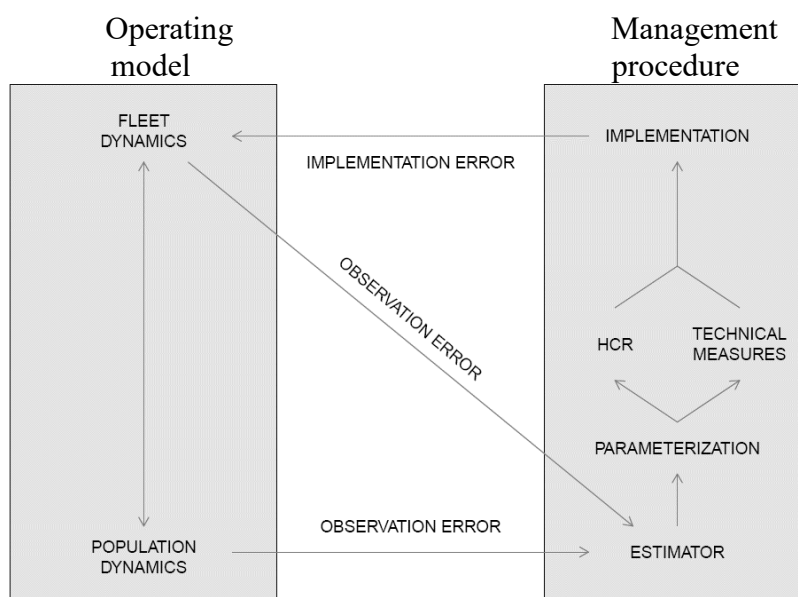 Operating
model
Management
procedure
FLEET
DYNAMICS
IMPLEMENTATION ERROR
IMPLEMENTATION
OBSERVATION ERROR
HCR
TECHNICAL
MEASURES
PARAMETERIZATION
POPULATION
DYNAMICS
OBSERVATION ERROR
ESTIMATOR